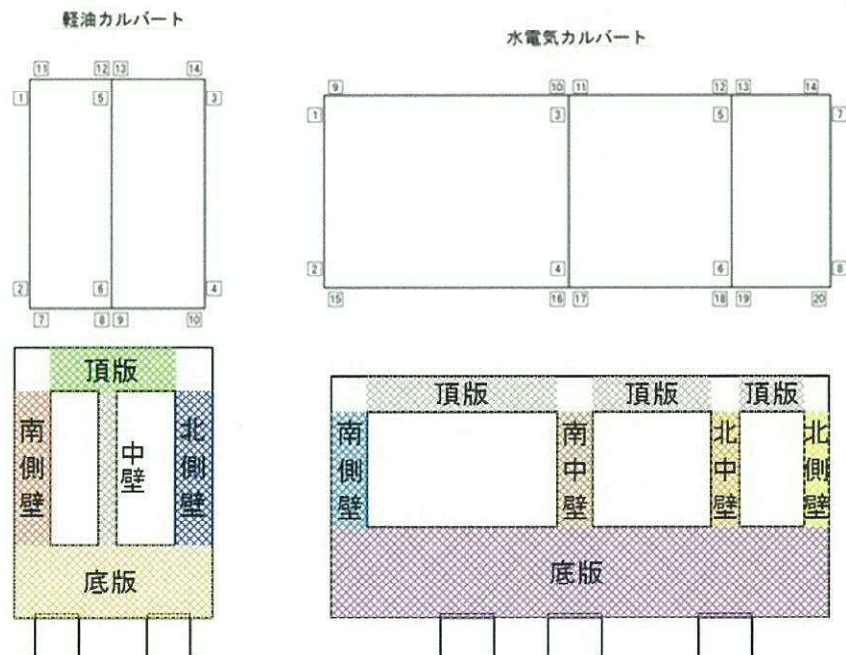 軽油カルバート
水電気カルバート
11 12 13 14
1 5 3
2 6 4
7 8 9 10
9 10 11 12 13 14
1 3 5 7
2 4 6 8
15 16 17 18 19 20
頂版
南側壁
中壁
北側壁
底版
頂版 頂版 頂版
南側壁
南中壁
北中壁
北側壁
底版